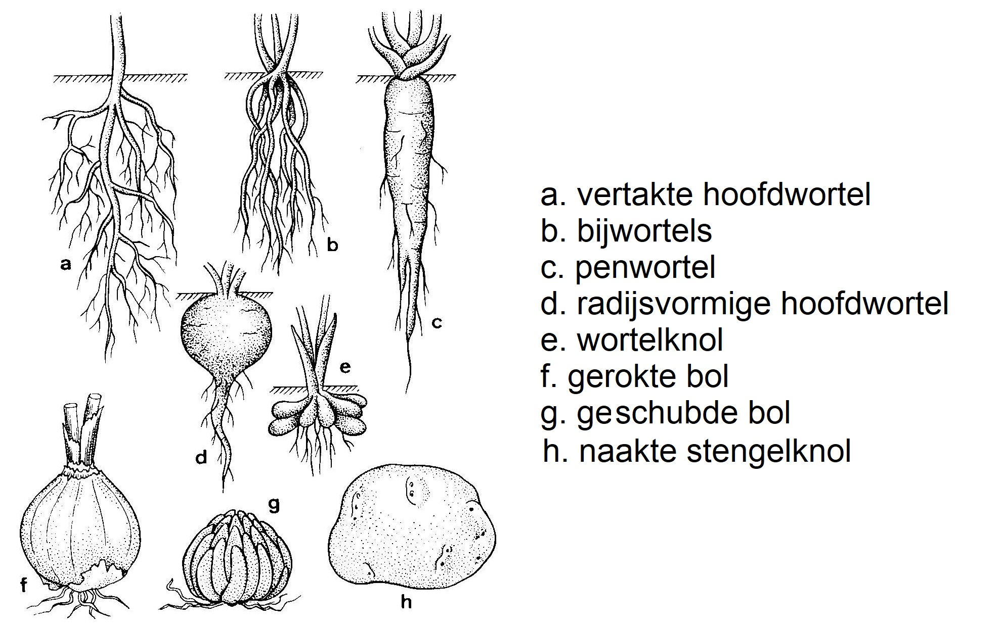 a
b
c
d
e
f
g
h
a. vertakte hoofdwortel
b. bijwortels
c. penwortel
d. radijsvormige hoofdwortel
e. wortelknol
f. gerokte bol
g. geschubde bol
h. naakte stengelknol